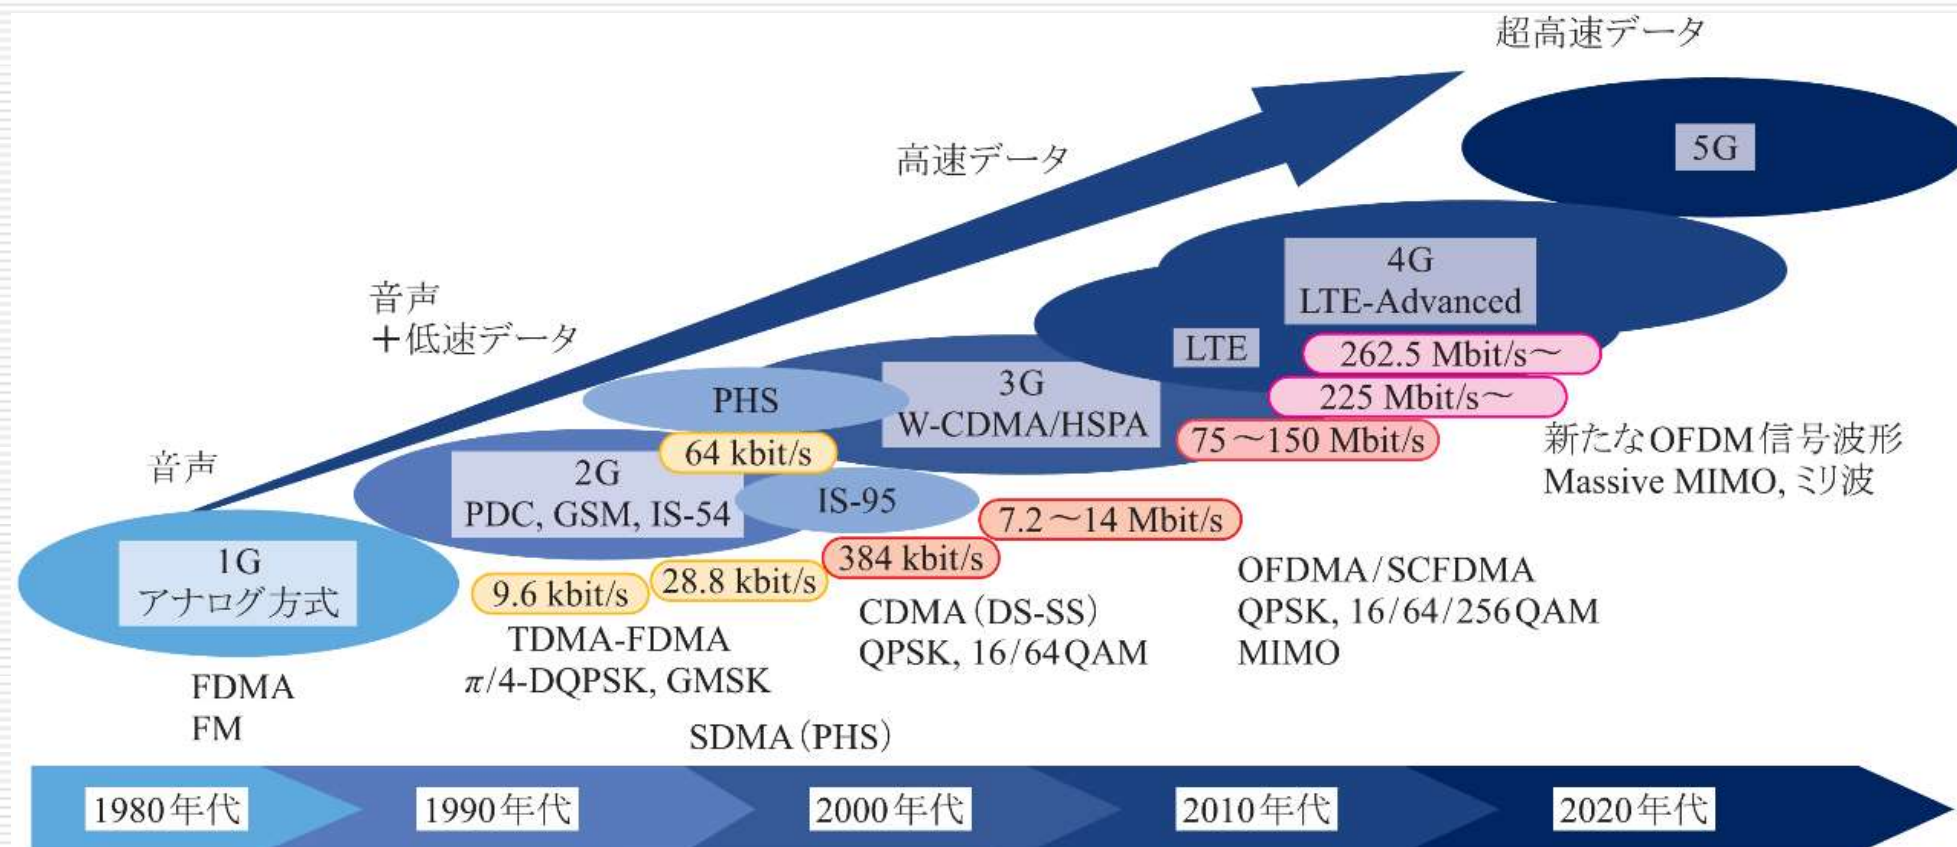 超高速データ
5G
高速データ
4G
LTE-Advanced
音声
＋低速データ
LTE
262.5 Mbit/s～
225 Mbit/s～
PHS
3G
W-CDMA/HSPA
75～150 Mbit/s
新たなOFDM信号波形
Massive MIMO, ミリ波
音声
64 kbit/s
2G
PDC, GSM, IS-54
IS-95
7.2～14 Mbit/s
1G
アナログ方式
384 kbit/s
9.6 kbit/s
28.8 kbit/s
OFDMA/SCFDMA
QPSK, 16/64/256QAM
MIMO
CDMA（DS-SS）
QPSK, 16/64QAM
TDMA-FDMA
π/4-DQPSK, GMSK
FDMA
FM
SDMA（PHS）
1980年代
1990年代
2000年代
2010年代
2020年代